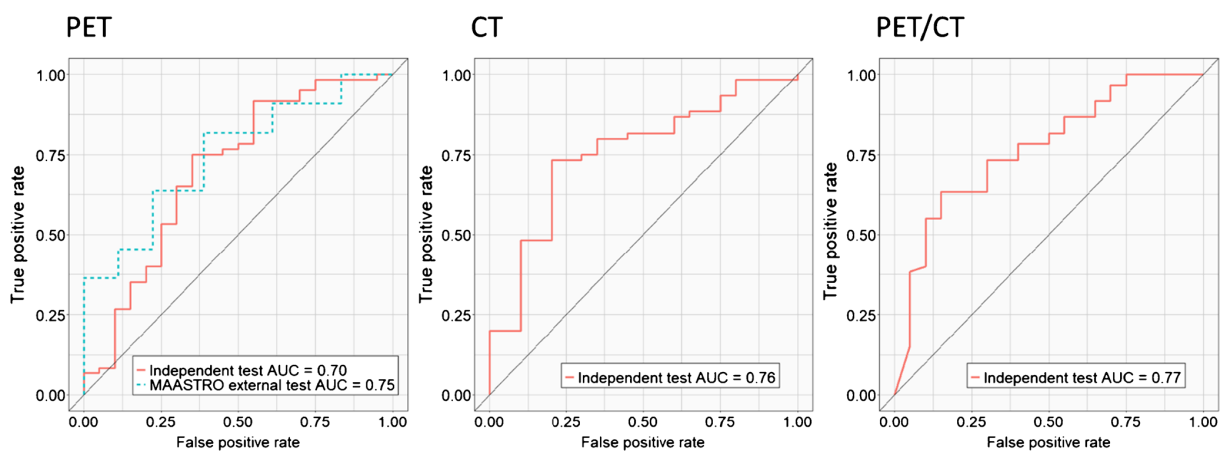 PET
CT
PET/CT
True positive rate
1.00
0.75
0.50
0.25
0.00
Independent test AUC = 0.70
MAASTRO external test AUC = 0.75
0.00 0.25 0.50 0.75 1.00
False positive rate
True positive rate
1.00
0.75
0.50
0.25
0.00
Independent test AUC = 0.76
0.00 0.25 0.50 0.75 1.00
False positive rate
True positive rate
1.00
0.75
0.50
0.25
0.00
Independent test AUC = 0.77
0.00 0.25 0.50 0.75 1.00
False positive rate